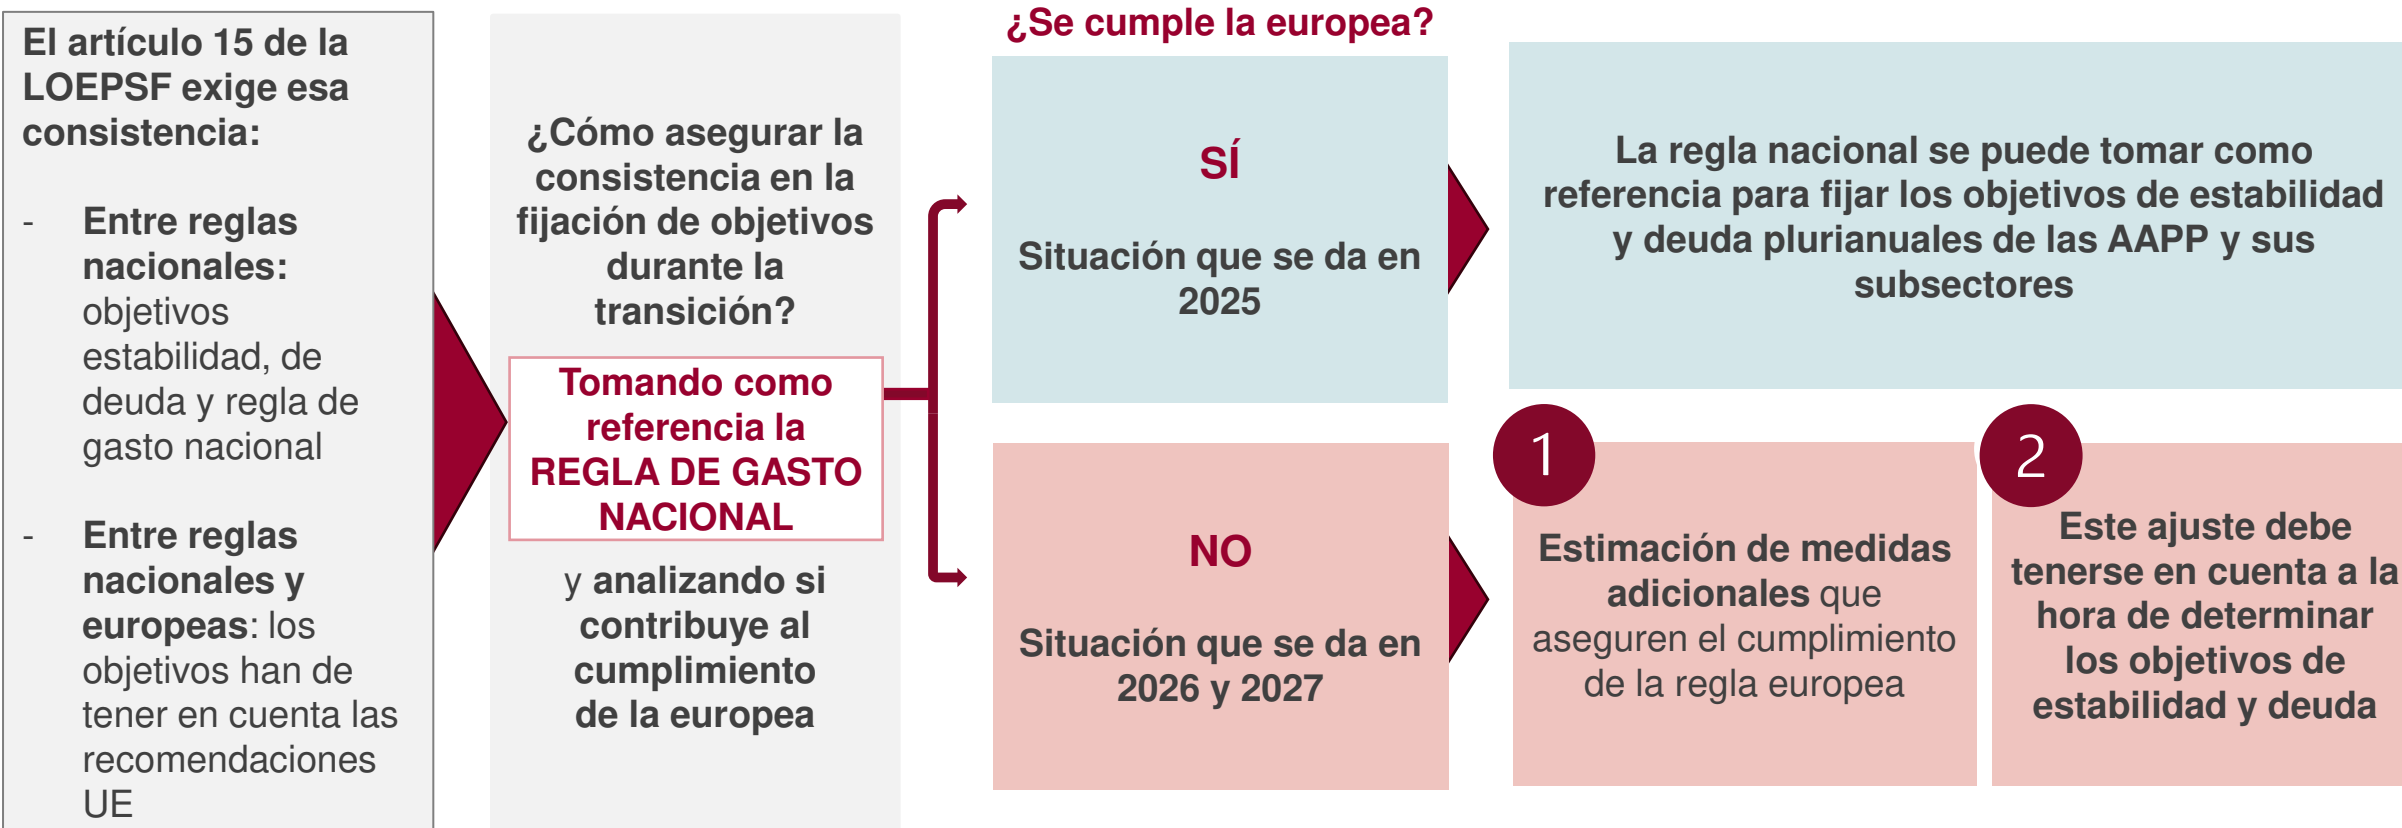 El artículo 15 de la
LOEPSF exige esa
consistencia:
- Entre reglas
nacionales:
objetivos
estabilidad, de
deuda y regla de
gasto nacional
- Entre reglas
nacionales y
europeas: los
objetivos han de
tener en cuenta las
recomendaciones
UE
¿Cómo asegurar la
consistencia en la
fijación de objetivos
durante la
transición?
Tomando como
referencia la
REGLA DE GASTO
NACIONAL
y analizando si
contribuye al
cumplimiento
de la europea
¿Se cumple la europea?
SÍ
Situación que se da en
2025
La regla nacional se puede tomar como
referencia para fijar los objetivos de estabilidad
y deuda plurianuales de las AAPP y sus
subsectores
NO
Situación que se da en
2026 y 2027
1
Estimación de medidas
adicionales que
aseguren el cumplimiento
de la regla europea
2
Este ajuste debe
tenerse en cuenta a la
hora de determinar
los objetivos de
estabilidad y deuda